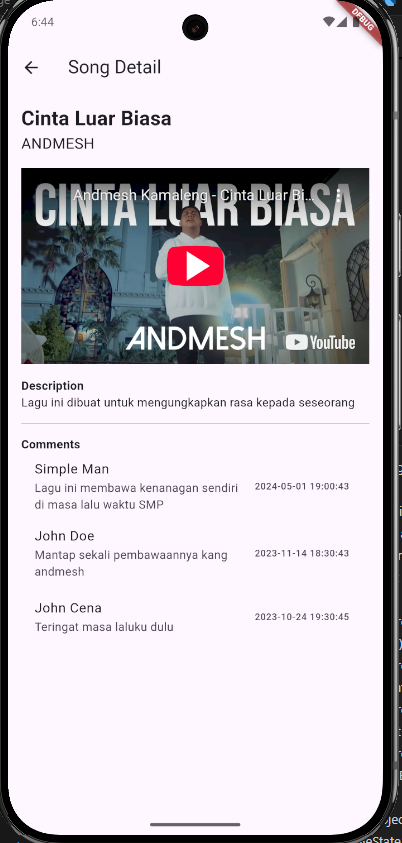 6:44
DEBUG
Song Detail
Cinta Luar Biasa
ANDMESH
Andmesh Kamaleng - Cinta Luar Bi...
CINTA LUAR BIASA
ANDMESH
YouTube
Description
Lagu ini dibuat untuk mengungkapkan rasa kepada seseorang
Comments
Simple Man
Lagu ini membawa kenanagan sendiri
di masa lalu waktu SMP
2024-05-01 19:00:43
John Doe
Mantap sekali pembawaannya kang
andmesh
2023-11-14 18:30:43
John Cena
Teringat masa laluku dulu
2023-10-24 19:30:45